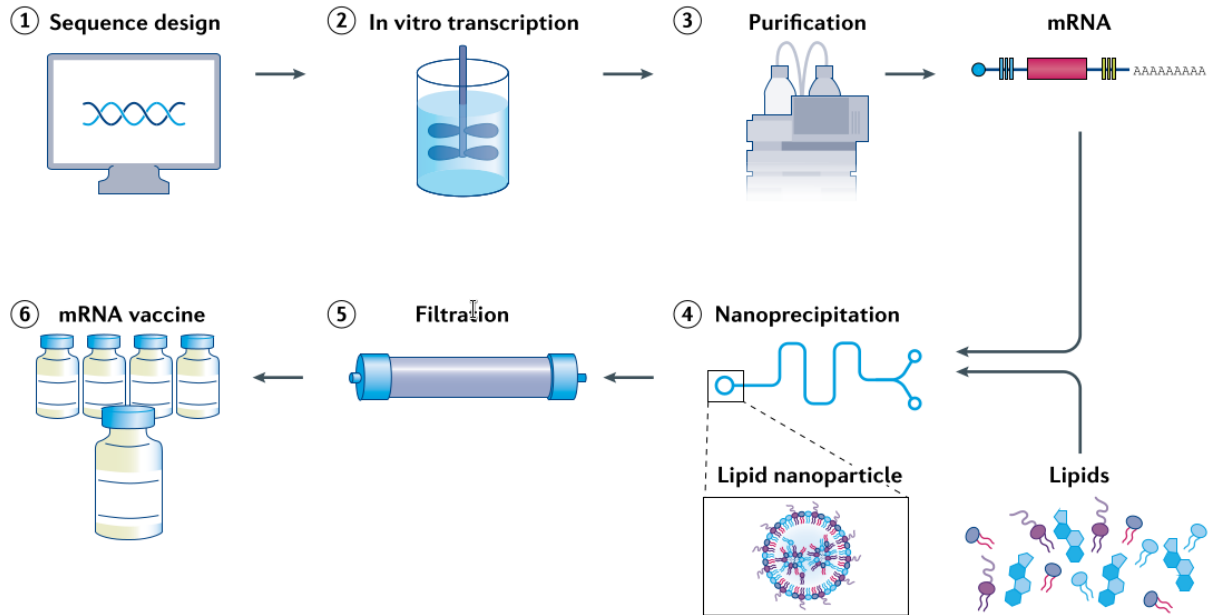 1 Sequence design
2 In vitro transcription
3 Purification
mRNA
AAAAAAAAA
6 mRNA vaccine
5 Filtration
4 Nanoprecipitation
Lipid nanoparticle
Lipids